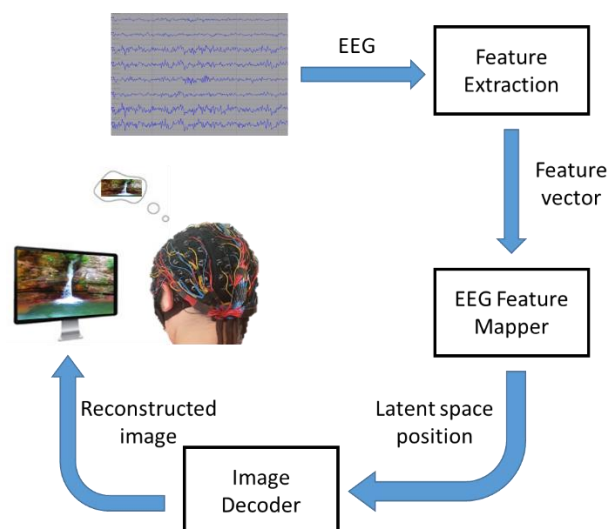 EEG
Feature
Extraction
Feature
vector
EEG Feature
Mapper
Latent space
position
Image
Decoder
Reconstructed
image